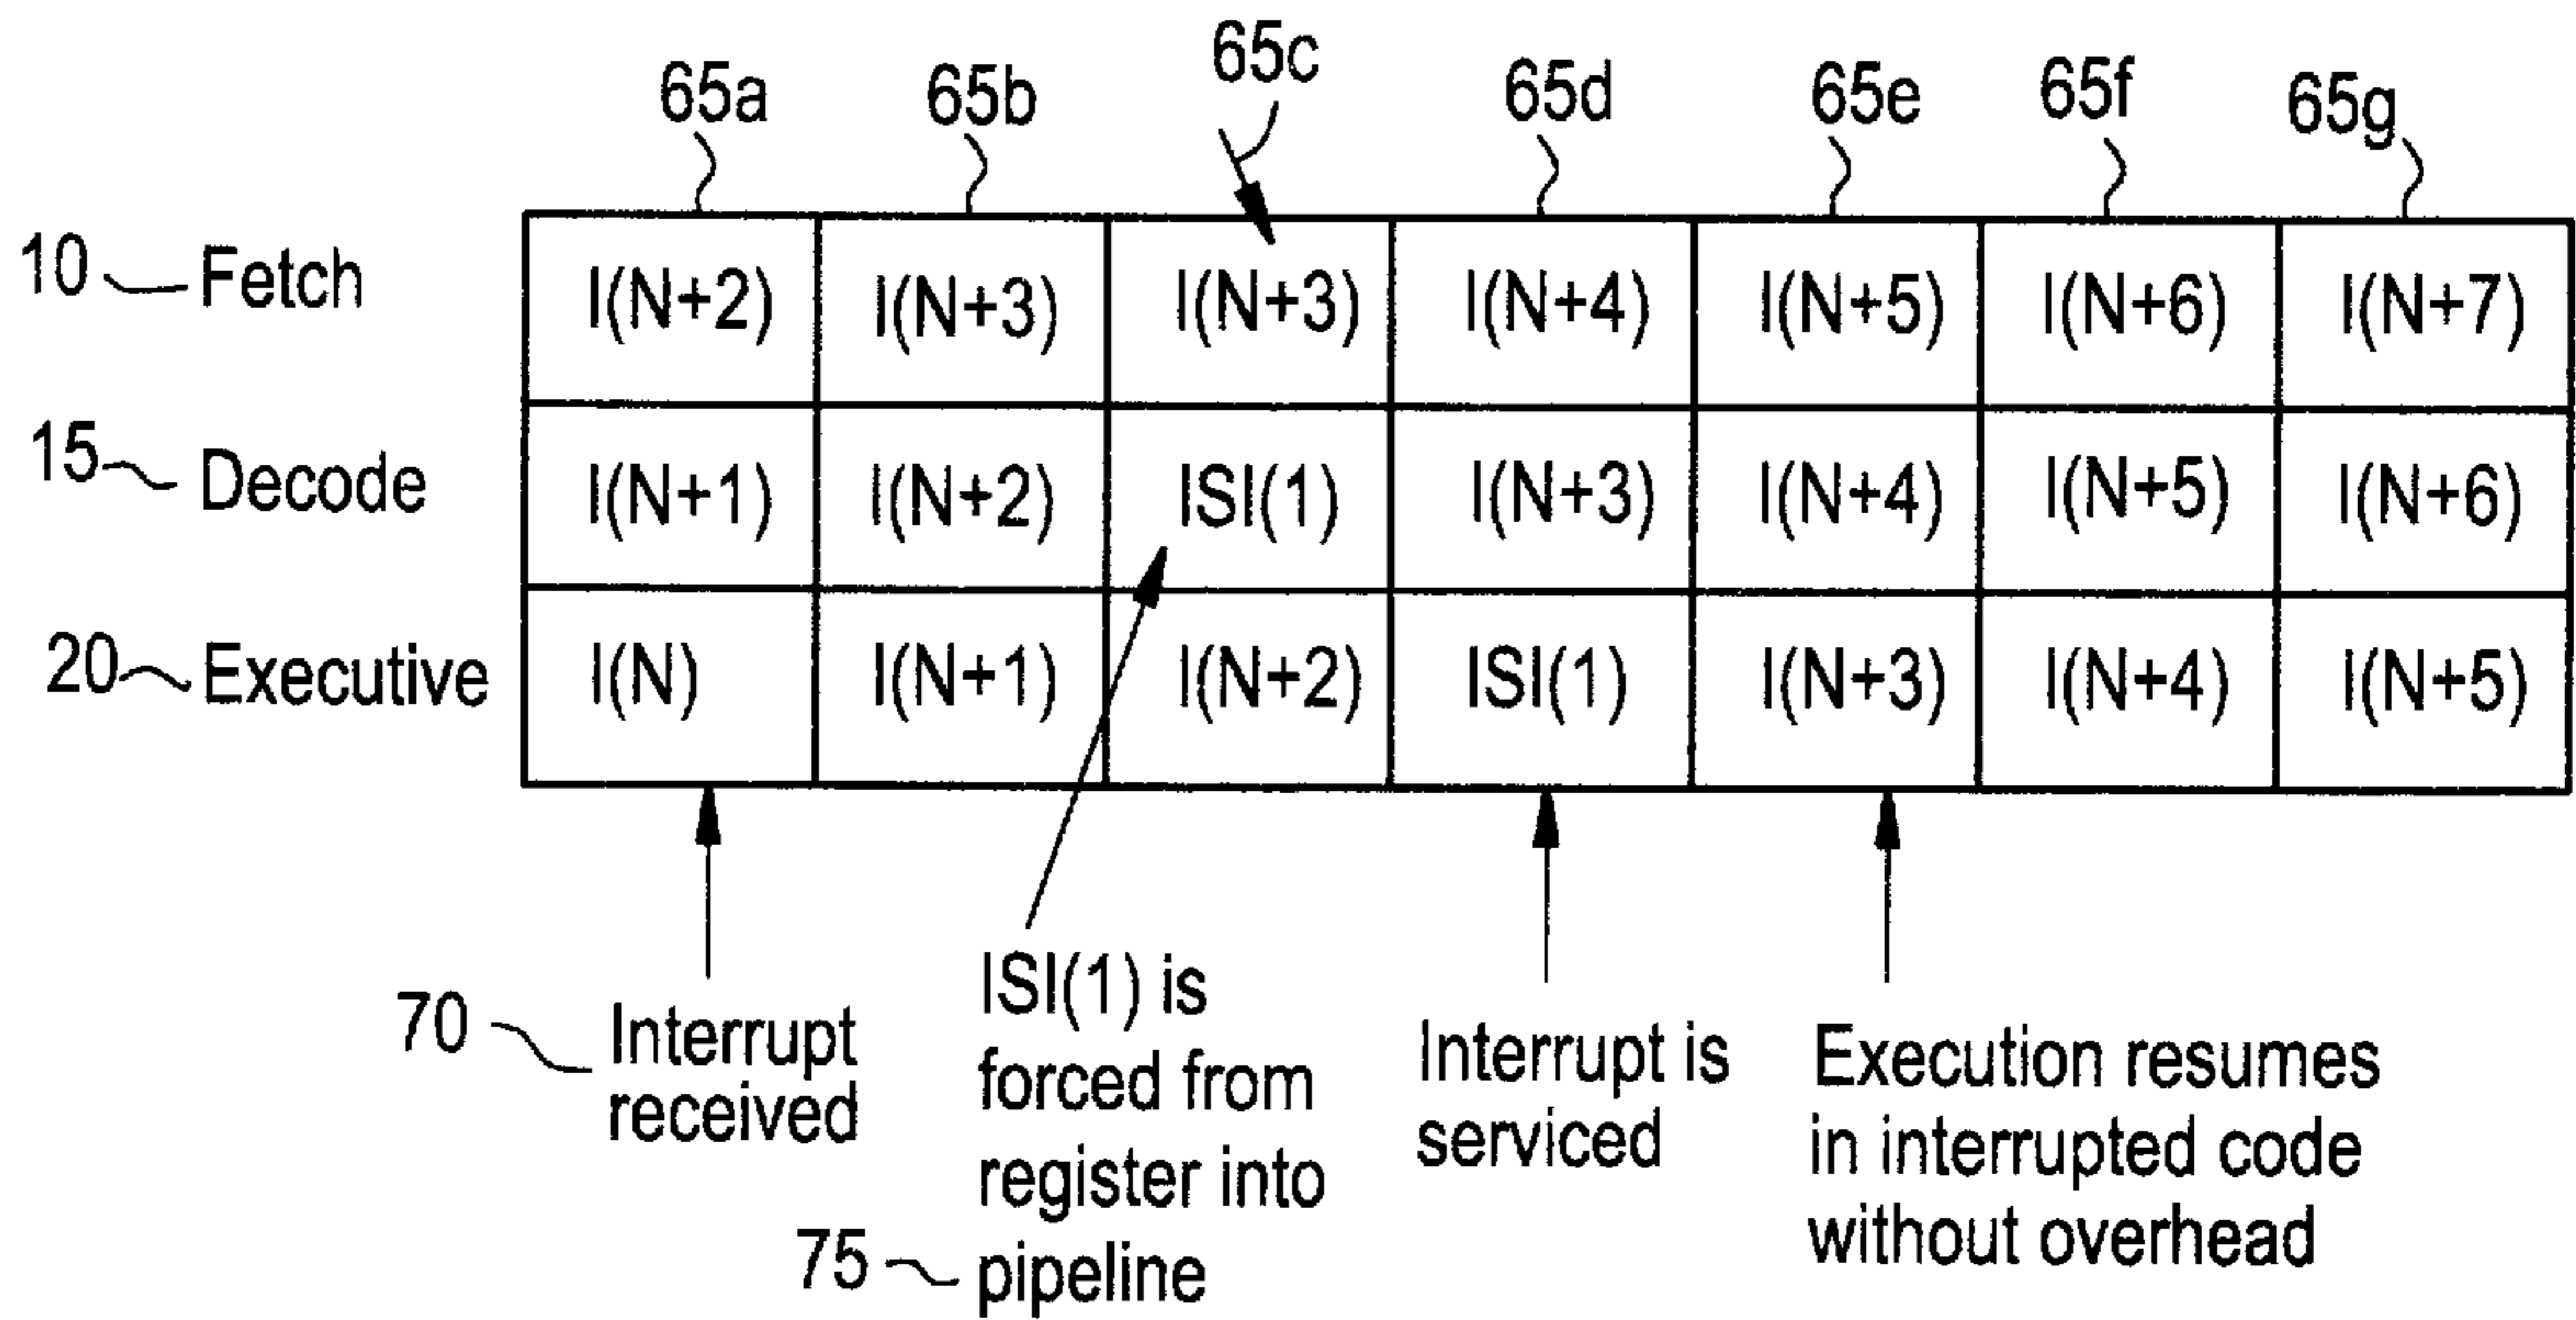 65a 65b 65c 65d 65e 65f 65g
10 Fetch I(N+2) I(N+3) I(N+3) I(N+4) I(N+5) I(N+6) I(N+7)
15 Decode I(N+1) I(N+2) ISI(1) I(N+3) I(N+4) I(N+5) I(N+6)
20 Executive I(N) I(N+1) I(N+2) ISI(1) I(N+3) I(N+4) I(N+5)
70 Interrupt
received
ISI(1) is
forced from
register into
75 pipeline
Interrupt is
serviced
Execution resumes
in interrupted code
without overhead